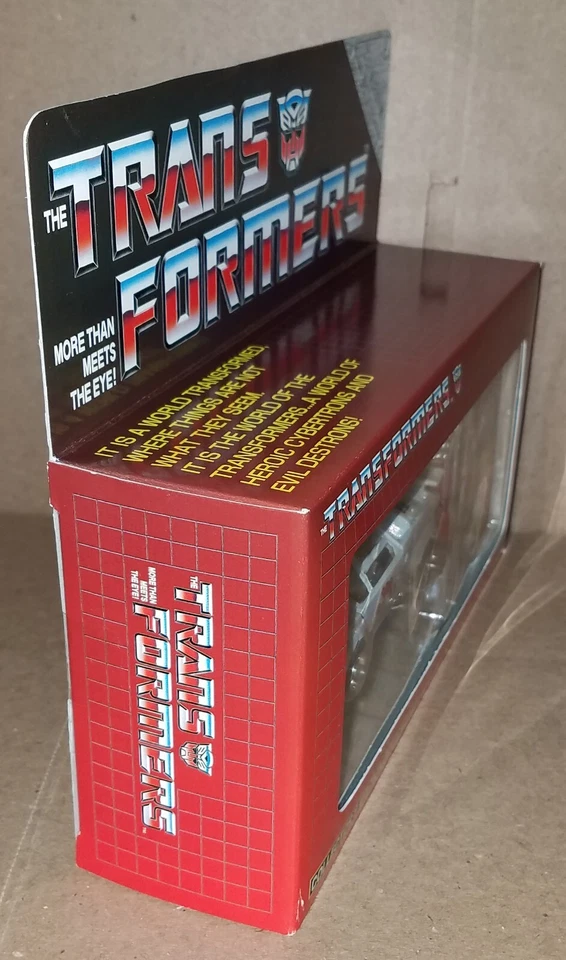 THE
TRANS
FORMERS
MORE THAN
MEETS
THE EYE!
IT IS A WORLD TRANSFORMED,
WHERE THINGS ARE NOT
WHAT THEY SEEM.
IT IS THE WORLD OF THE
TRANSFORMERS...A WORLD OF
HEROIC CYBERTRONS AND
EVIL DESTRONS!
THE TRANSFORMERS
THE
TRANS
FORMERS™
MORE THAN
MEETS
THE EYE!